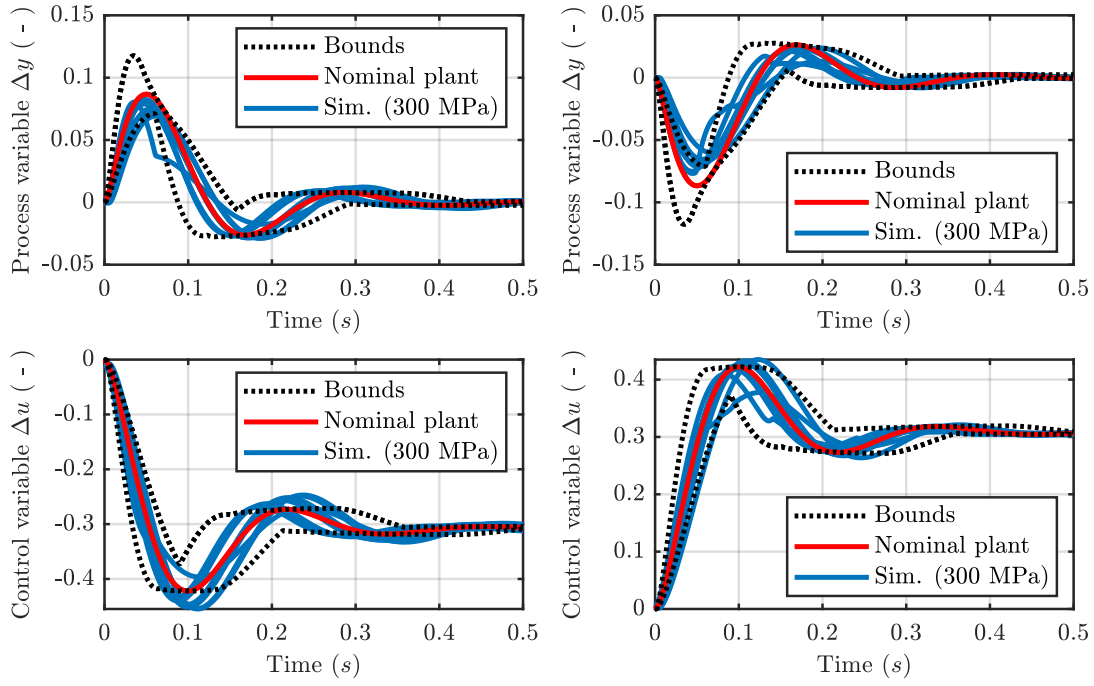 Process variable Δy ( - )
0.15
0.10
0.05
0
-0.05
Bounds
Nominal plant
Sim. (300 MPa)
0 0.1 0.2 0.3 0.4 0.5
Time (s)
Process variable Δy ( - )
0.05
0
-0.05
-0.1
-0.15
Bounds
Nominal plant
Sim. (300 MPa)
0 0.1 0.2 0.3 0.4 0.5
Time (s)
Control variable Δu ( - )
0
-0.1
-0.2
-0.3
-0.4
Bounds
Nominal plant
Sim. (300 MPa)
0 0.1 0.2 0.3 0.4 0.5
Time (s)
Control variable Δu ( - )
0.4
0.3
0.2
0.1
0
Bounds
Nominal plant
Sim. (300 MPa)
0 0.1 0.2 0.3 0.4 0.5
Time (s)